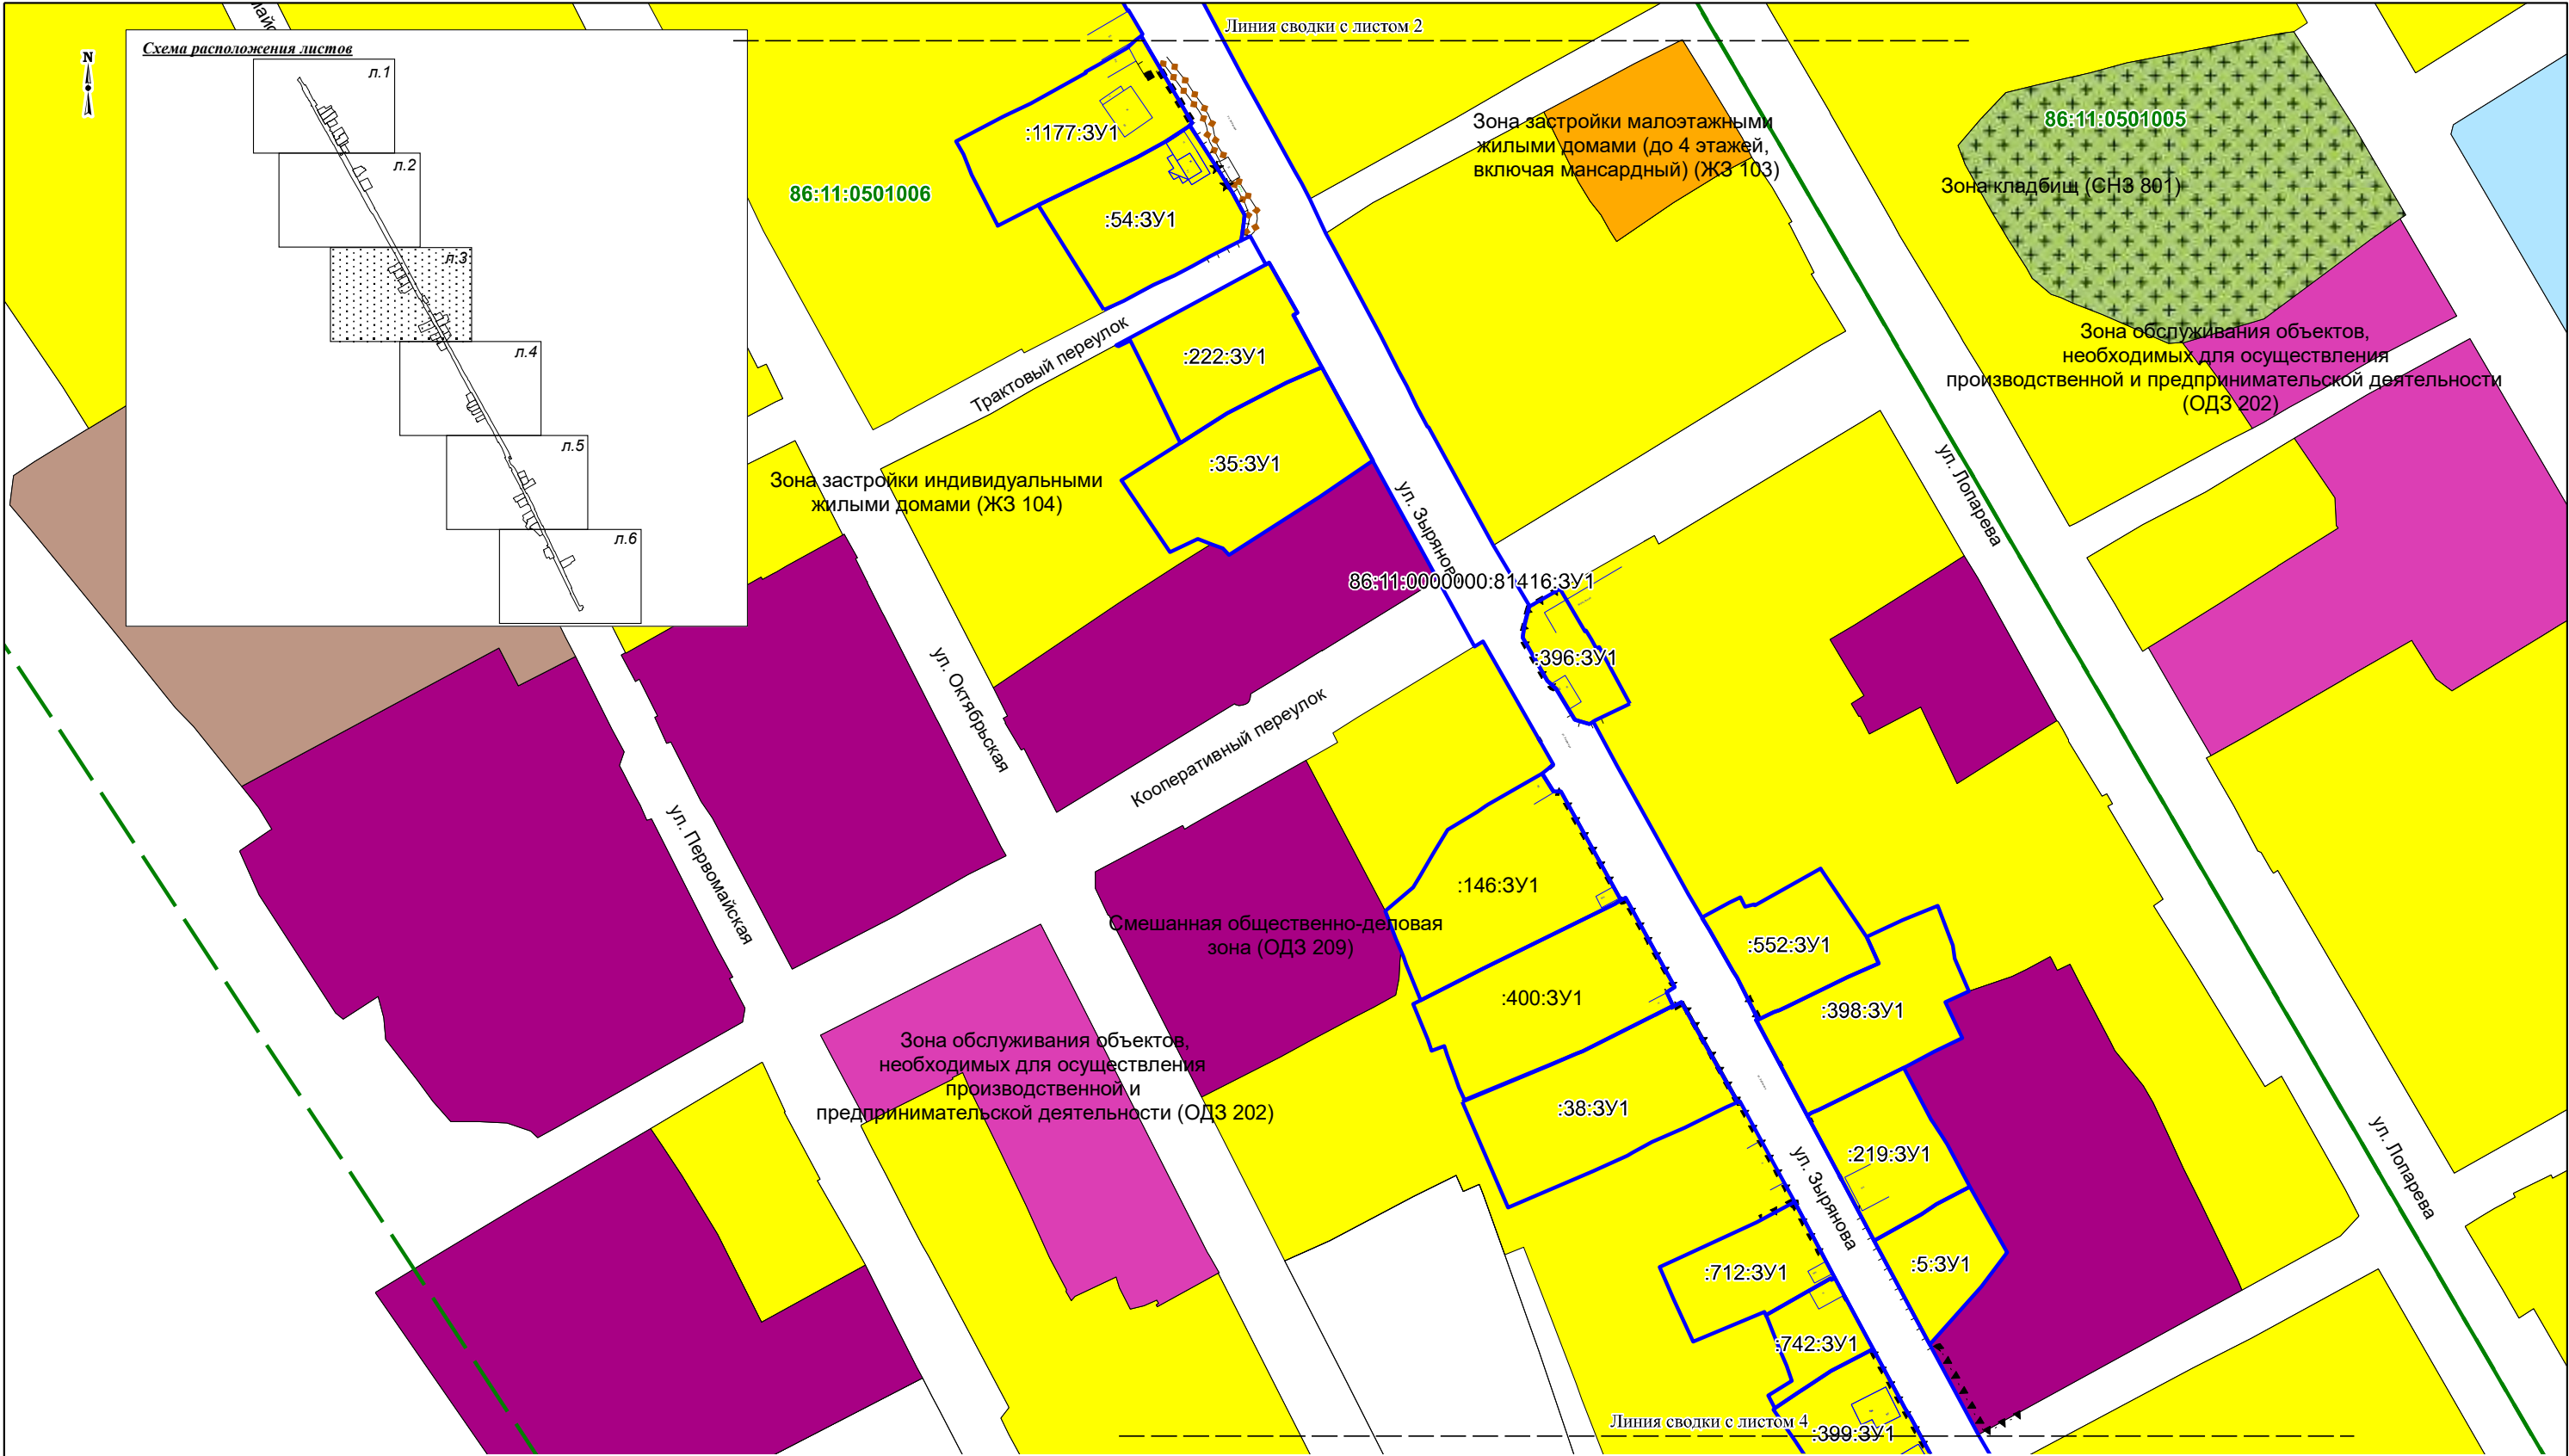 Линия сводки с листом 2
Схема расположения листов
N
л.1
л.2
л.3
л.4
л.5
л.6
:1177:ЗУ1
86:11:0501006
:54:ЗУ1
Зона застройки малоэтажными
жилыми домами (до 4 этажей,
включая мансардный) (ЖЗ 103)
86:11:0501005
Зона кладбищ (СНЗ 801)
Зона обслуживания объектов,
необходимых для осуществления
производственной и предпринимательской деятельности
(ОДЗ 202)
Трактовый переулок
:222:ЗУ1
:35:ЗУ1
Зона застройки индивидуальными
жилыми домами (ЖЗ 104)
ул. Зырянова
ул. Лопарева
86:11:0000000:81416:ЗУ1
:396:ЗУ1
ул. Октябрьская
Кооперативный переулок
ул. Первомайская
:146:ЗУ1
Смешанная общественно-деловая
зона (ОДЗ 209)
:552:ЗУ1
:400:ЗУ1
:398:ЗУ1
Зона обслуживания объектов,
необходимых для осуществления
производственной и
предпринимательской деятельности (ОДЗ 202)
:38:ЗУ1
:219:ЗУ1
ул. Зырянова
ул. Лопарева
:712:ЗУ1
:5:ЗУ1
:742:ЗУ1
Линия сводки с листом 4
:399:ЗУ1